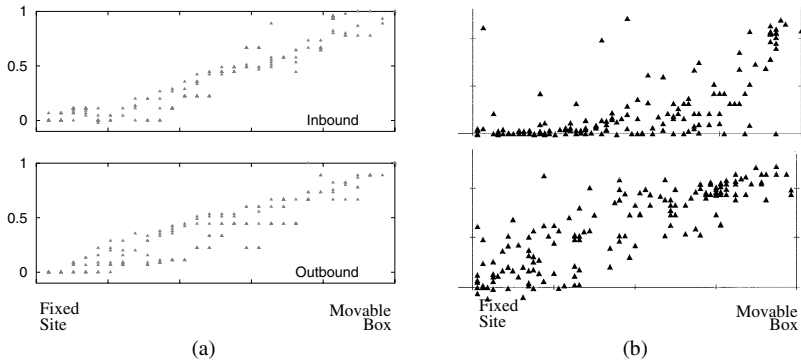 1
0.5
0
Inbound
1
0.5
0
Outbound
Fixed
Site
Movable
Box
(a)
Fixed
Site
Movable
Box
(b)